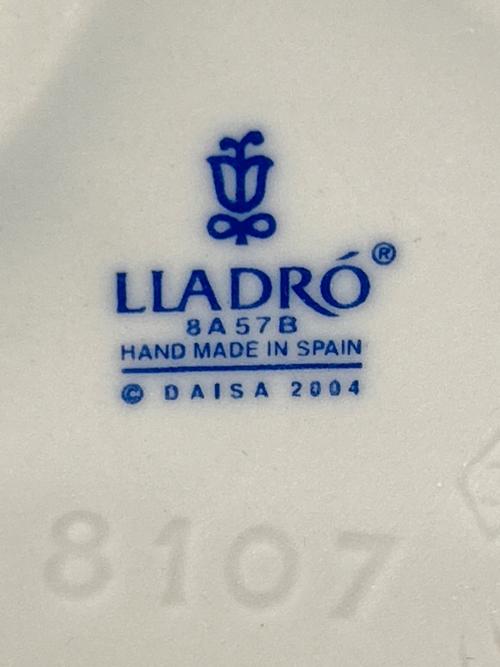 LLADRÓ®
8A57B
HAND MADE IN SPAIN
© DAISA 2004
8107